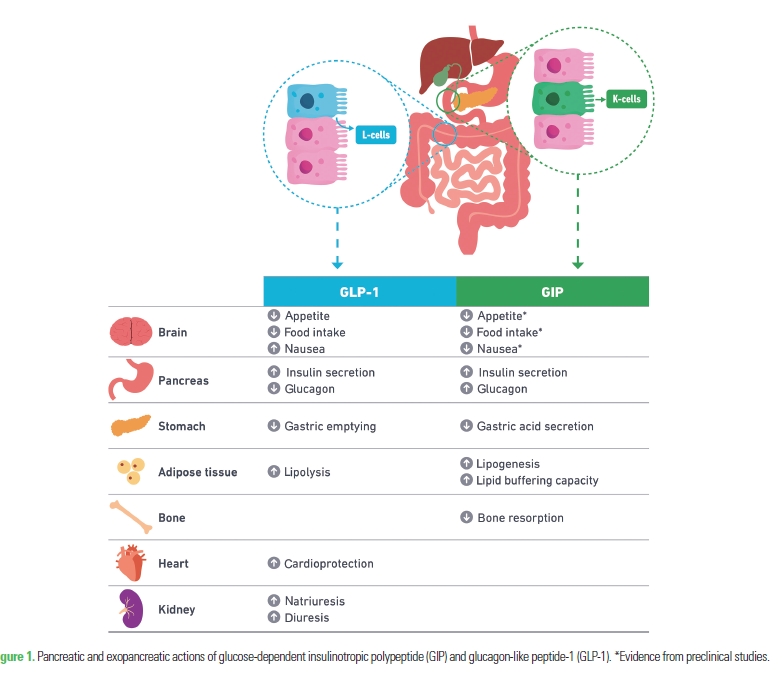 L-cells
K-cells
GLP-1 GIP
Brain
Appetite Appetite*
Food intake Food intake*
Nausea Nausea*
Pancreas
Insulin secretion Insulin secretion
Glucagon Glucagon
Stomach
Gastric emptying Gastric acid secretion
Adipose tissue
Lipolysis
Lipogenesis
Lipid buffering capacity
Bone
Bone resorption
Heart
Cardioprotection
Kidney
Natriuresis
Diuresis
gure 1. Pancreatic and exopancreatic actions of glucose-dependent insulinotropic polypeptide (GIP) and glucagon-like peptide-1 (GLP-1). *Evidence from preclinical studies.